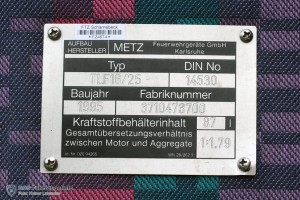 FTZ Scharnebeck
AUFBAU HERSTELLER METZ Feuerwehrgeräte GmbH Karlsruhe
Typ DIN No
TLF16/25 14530
Baujahr Fabriknummer
1995 3710478700
Kraftstoffbehälterinhalt 87 l
Gesamtübersetzungsverhältnis
zwischen Motor und Aggregate 1:1,79